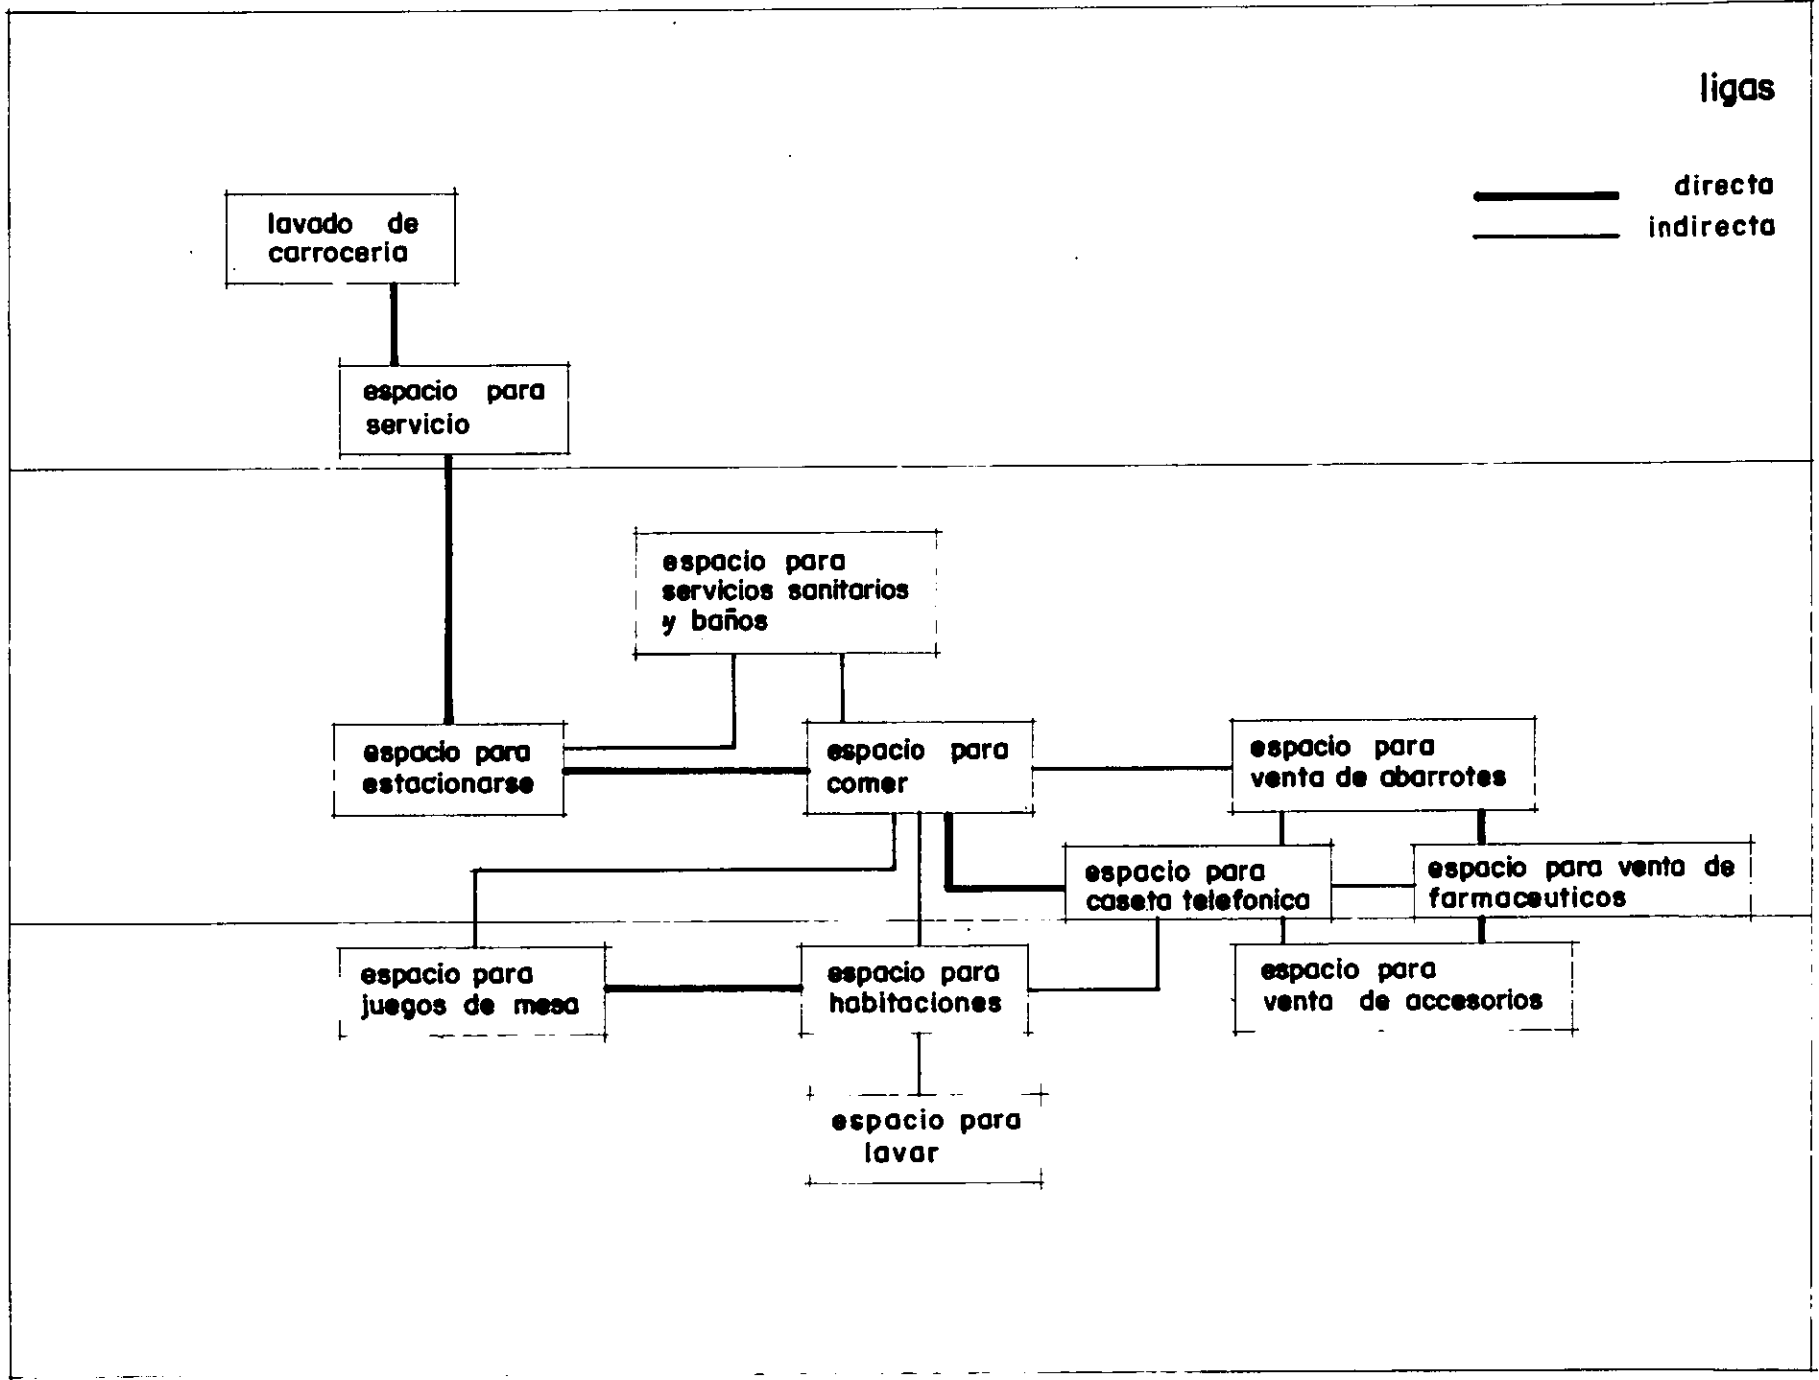 ligas
directa
indirecta
lavado de
carroceria
espacio para
servicio
espacio para
servicios sanitarios
y baños
espacio para
estacionarse
espacio para
comer
espacio para
venta de abarrotes
espacio para
caseta telefonica
espacio para venta de
farmaceuticos
espacio para
juegos de mesa
espacio para
habitaciones
espacio para
venta de accesorios
espacio para
lavar